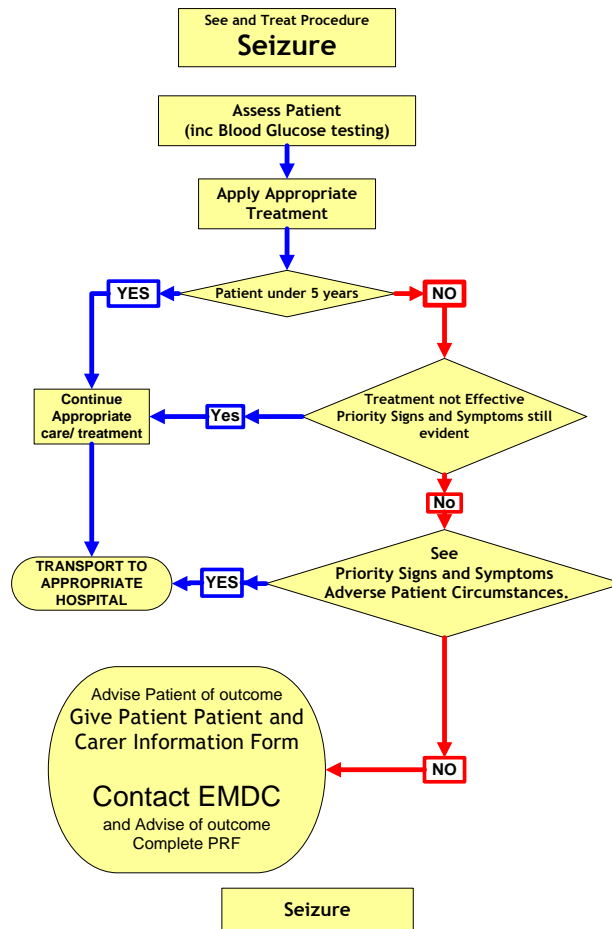 See and Treat Procedure
Seizure
Assess Patient
(inc Blood Glucose testing)
Apply Appropriate
Treatment
YES
Patient under 5 years
NO
Continue
Appropriate
care/ treatment
Yes
Treatment not Effective
Priority Signs and Symptoms still
evident
No
TRANSPORT TO
APPROPRIATE
HOSPITAL
YES
See
Priority Signs and Symptoms
Adverse Patient Circumstances.
Advise Patient of outcome
Give Patient Patient and
Carer Information Form
Contact EMDC
and Advise of outcome
Complete PRF
NO
Seizure